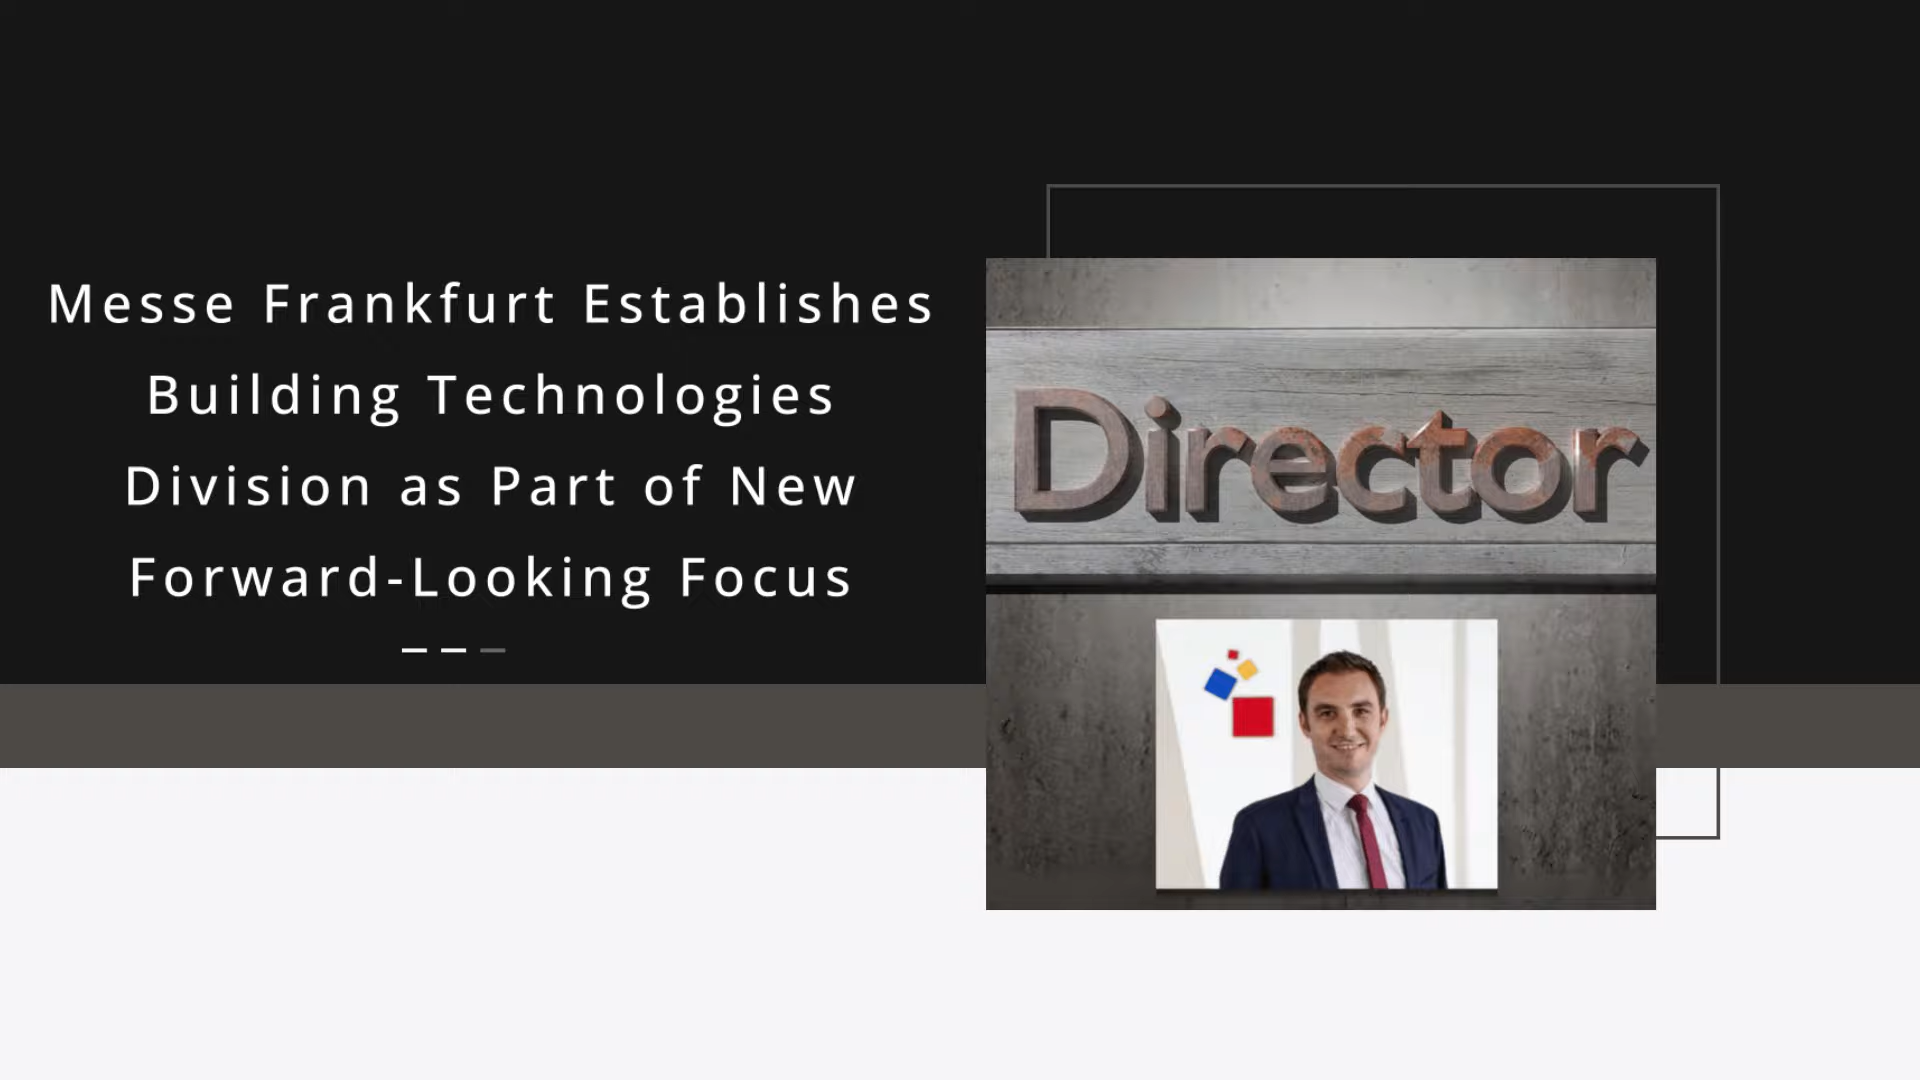 Messe Frankfurt Establishes
Building Technologies
Division as Part of New
Forward-Looking Focus
Director